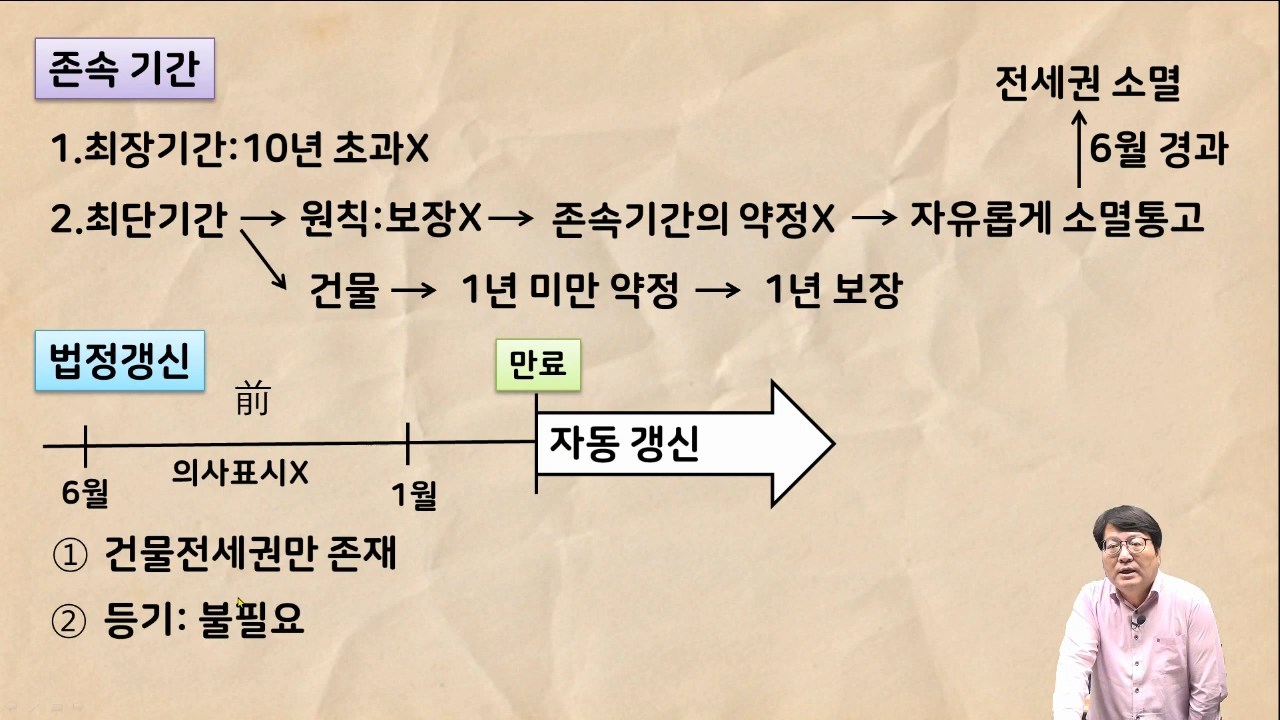 존속 기간
전세권 소멸
1.최장기간:10년 초과X
6월 경과
2.최단기간 → 원칙:보장X → 존속기간의 약정X → 자유롭게 소멸통고
건물 → 1년 미만 약정 → 1년 보장
법정갱신
만료
前
자동 갱신
의사표시X
6월
1월
① 건물전세권만 존재
② 등기: 불필요